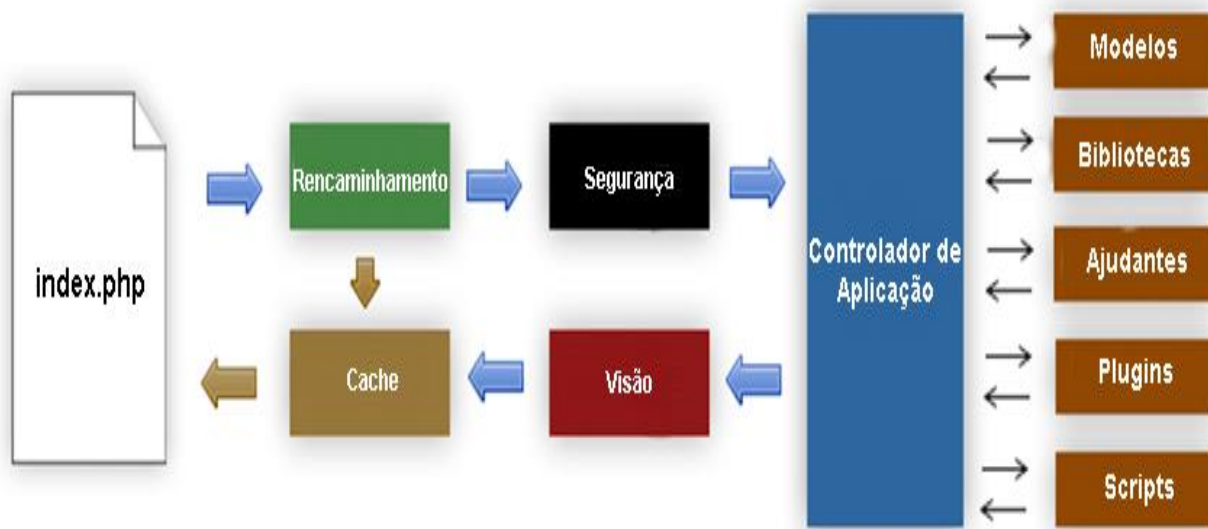 index.php
Rencaminhamento
Segurança
Cache
Visão
Controlador de
Aplicação
Modelos
Bibliotecas
Ajudantes
Plugins
Scripts